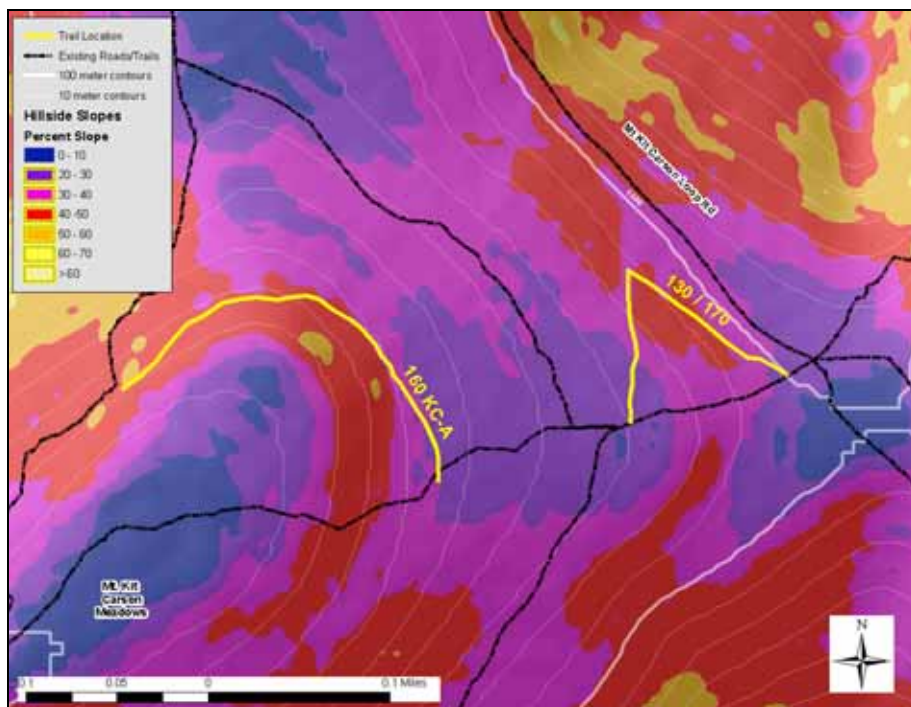 Trail Location
Existing Roads/Trails
100 meter contours
10 meter contours
Hillside Slopes
Percent Slope
0 - 10
20 - 30
30 - 40
40 -50
50 - 60
60 - 70
>60
Mt Kit Carson Loop Rd
130 / 170
160 KC-A
Mt. Kit
Carson
Meadows
N
0.1 0.05 0 0.1 Miles